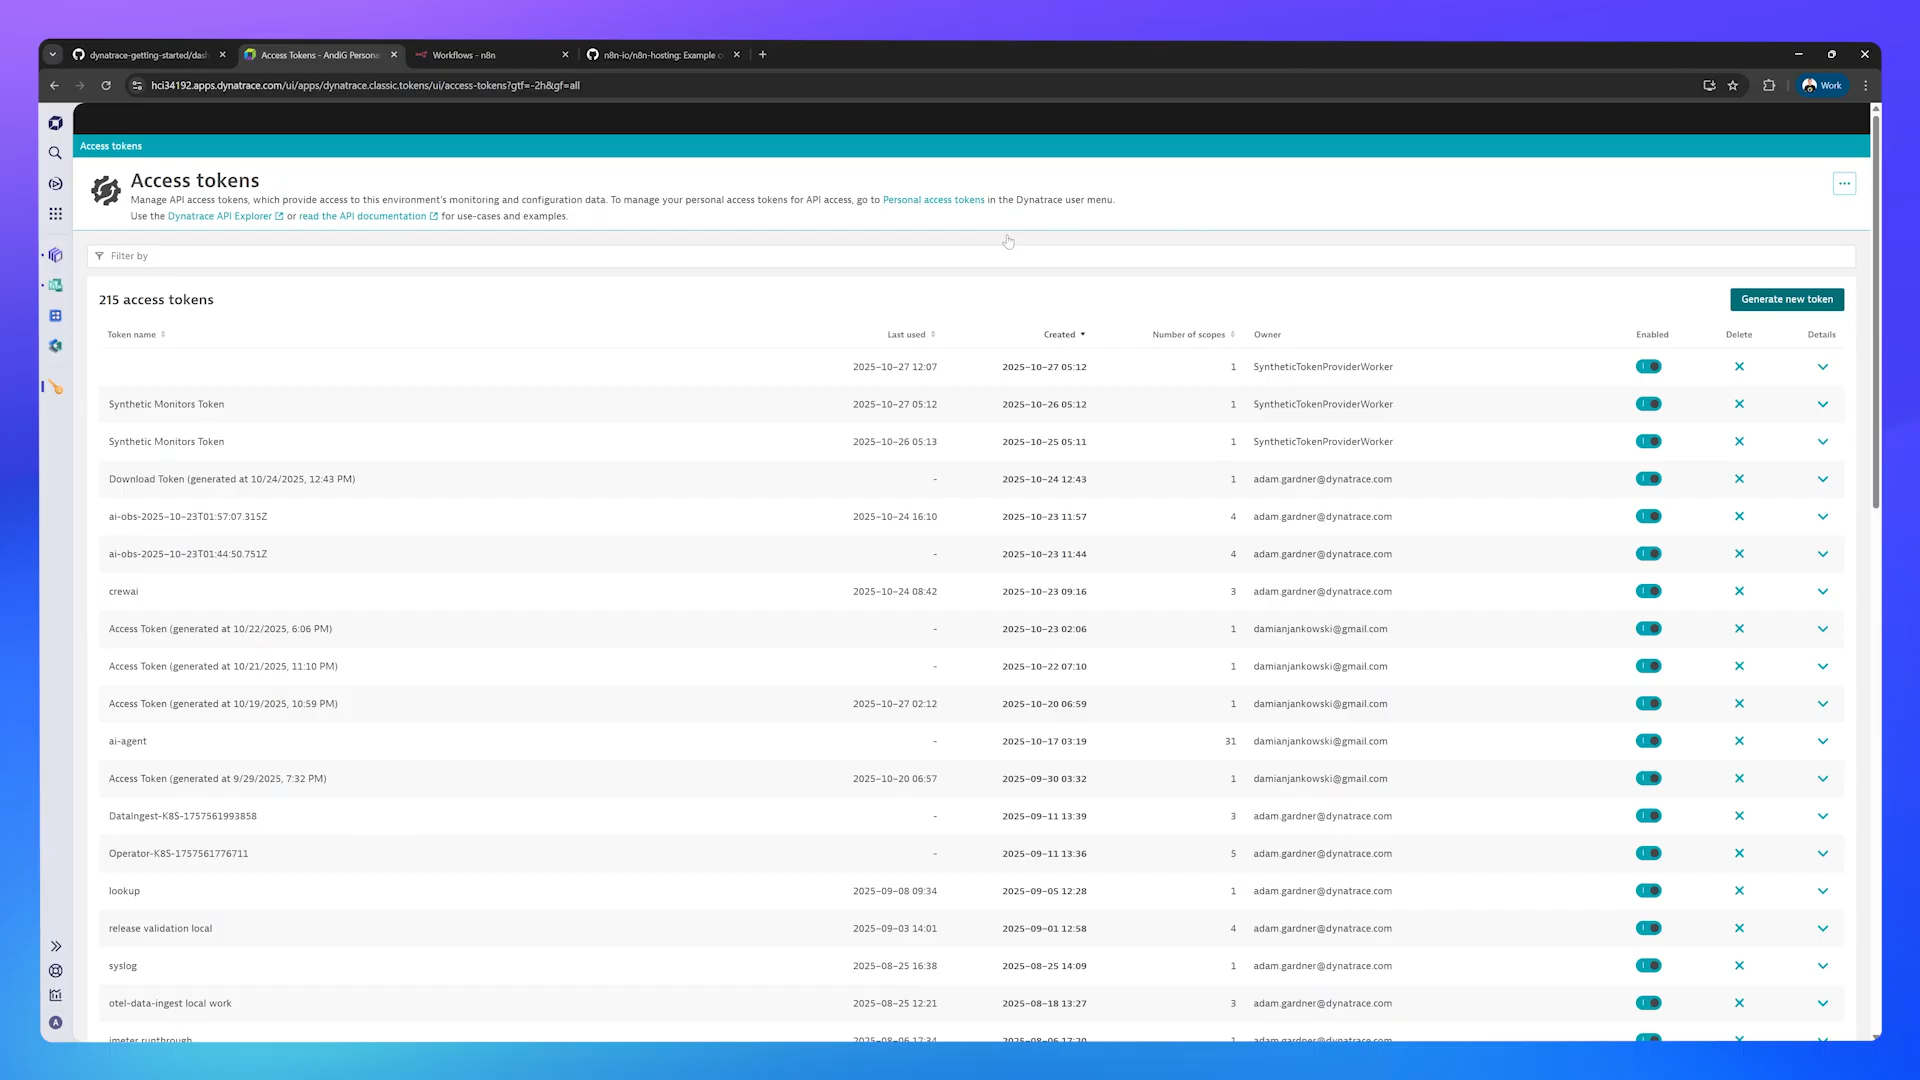 dynatrace-getting-started/dash
Access Tokens - AndiG Persona
Workflows - n8n
n8n-io/n8n-hosting: Example c
hci34192.apps.dynatrace.com/ui/apps/dynatrace.classic.tokens/ui/access-tokens?gtf=-2h&gf=all
Work
Access tokens
Access tokens
Manage API access tokens, which provide access to this environment's monitoring and configuration data. To manage your personal access tokens for API access, go to Personal access tokens in the Dynatrace user menu.
Use the Dynatrace API Explorer or read the API documentation for use-cases and examples.
Filter by
215 access tokens
Generate new token
Token name Last used Created Number of scopes Owner Enabled Delete Details
2025-10-27 12:07 2025-10-27 05:12 1 SyntheticTokenProviderWorker
Synthetic Monitors Token 2025-10-27 05:12 2025-10-26 05:12 1 SyntheticTokenProviderWorker
Synthetic Monitors Token 2025-10-26 05:13 2025-10-25 05:11 1 SyntheticTokenProviderWorker
Download Token (generated at 10/24/2025, 12:43 PM) - 2025-10-24 12:43 1 adam.gardner@dynatrace.com
ai-obs-2025-10-23T01:57:07.315Z 2025-10-24 16:10 2025-10-23 11:57 4 adam.gardner@dynatrace.com
ai-obs-2025-10-23T01:44:50.751Z - 2025-10-23 11:44 4 adam.gardner@dynatrace.com
crewai 2025-10-24 08:42 2025-10-23 09:16 3 adam.gardner@dynatrace.com
Access Token (generated at 10/22/2025, 6:06 PM) - 2025-10-23 02:06 1 damianjankowski@gmail.com
Access Token (generated at 10/21/2025, 11:10 PM) - 2025-10-22 07:10 1 damianjankowski@gmail.com
Access Token (generated at 10/19/2025, 10:59 PM) 2025-10-27 02:12 2025-10-20 06:59 1 damianjankowski@gmail.com
ai-agent - 2025-10-17 03:19 31 damianjankowski@gmail.com
Access Token (generated at 9/29/2025, 7:32 PM) 2025-10-20 06:57 2025-09-30 03:32 1 damianjankowski@gmail.com
DataIngest-K8S-1757561993858 - 2025-09-11 13:39 3 adam.gardner@dynatrace.com
Operator-K8S-1757561776711 - 2025-09-11 13:36 5 adam.gardner@dynatrace.com
lookup 2025-09-08 09:34 2025-09-05 12:28 1 adam.gardner@dynatrace.com
release validation local 2025-09-03 14:01 2025-09-01 12:58 4 adam.gardner@dynatrace.com
syslog 2025-08-25 16:38 2025-08-25 14:09 1 adam.gardner@dynatrace.com
otel-data-ingest local work 2025-08-25 12:21 2025-08-18 13:27 3 adam.gardner@dynatrace.com
jmeter runthrough 2025-08-06 17:34 2025-08-06 17:20 1 adam.gardner@dynatrace.com
A